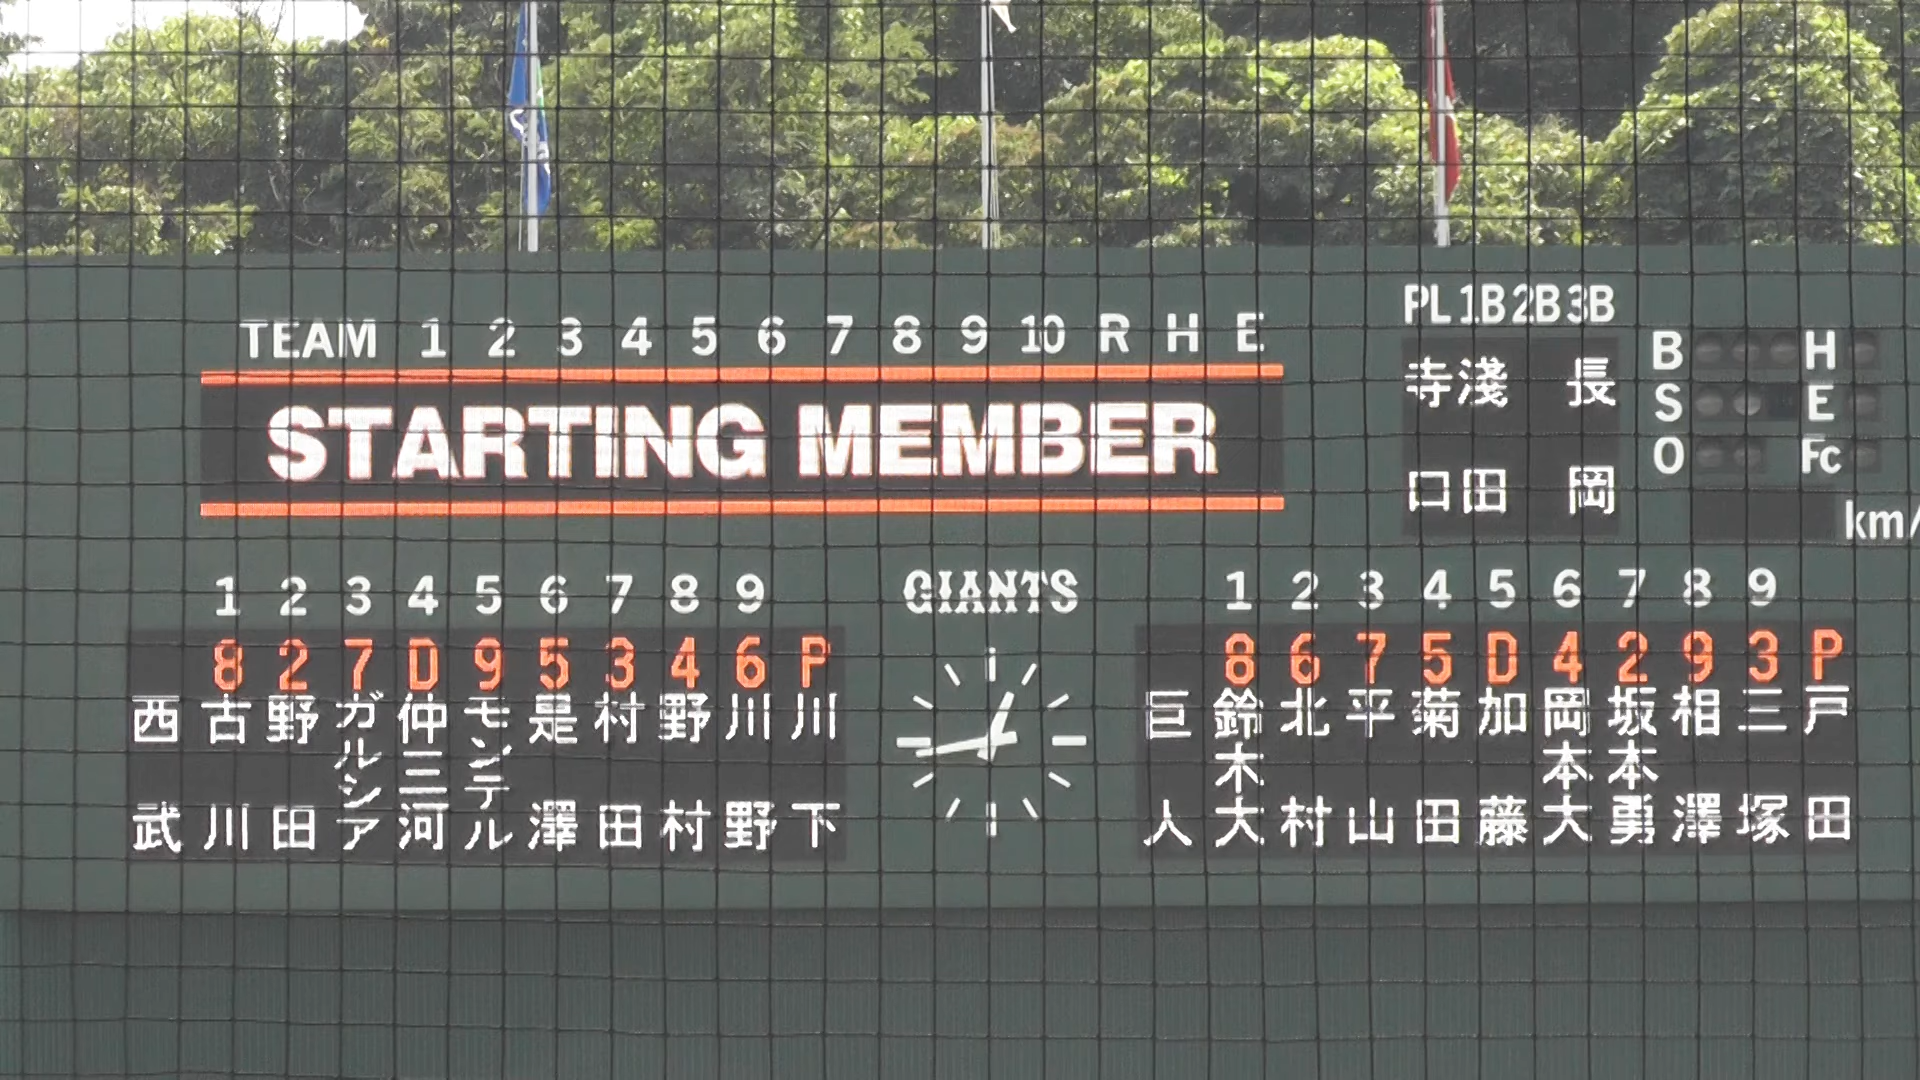 TEAM 1 2 3 4 5 6 7 8 9 10 R H E
STARTING MEMBER
PL 1B 2B 3B
寺口
淺田
長岡
B H
S E
O Fc
km/
1 2 3 4 5 6 7 8 9
8 2 7 D 9 5 3 4 6 P
西武
古川
野田
ガルシア
仲三河
モンテル
是澤
村田
野村
川野
川下
GIANTS
1 2 3 4 5 6 7 8 9
8 6 7 5 D 4 2 9 3 P
巨人
鈴木大
北村
平山
菊田
加藤
岡本大
坂本勇
相澤
三塚
戸田